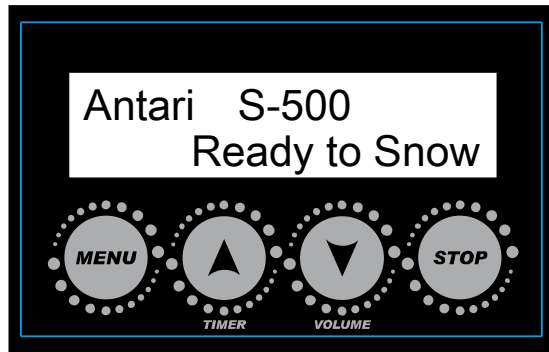 Antari S-500
Ready to Snow
MENU
STOP
TIMER
VOLUME